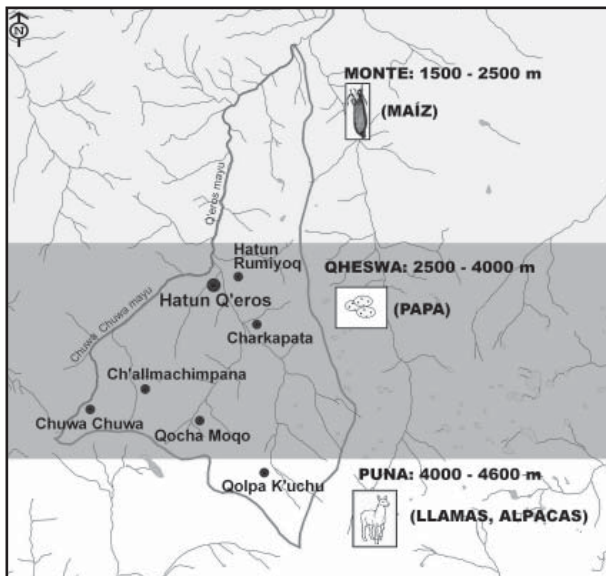 N
MONTE: 1500 - 2500 m
(MAÍZ)
Q'eros mayu
Hatun
Rumiyoq
QHESWA: 2500 - 4000 m
Hatun Q'eros
(PAPA)
Chuwa Chuwa mayu
Charkapata
Ch'allmachimpana
Chuwa Chuwa
Qocha Moqo
PUNA: 4000 - 4600 m
Qolpa K'uchu
(LLAMAS, ALPACAS)